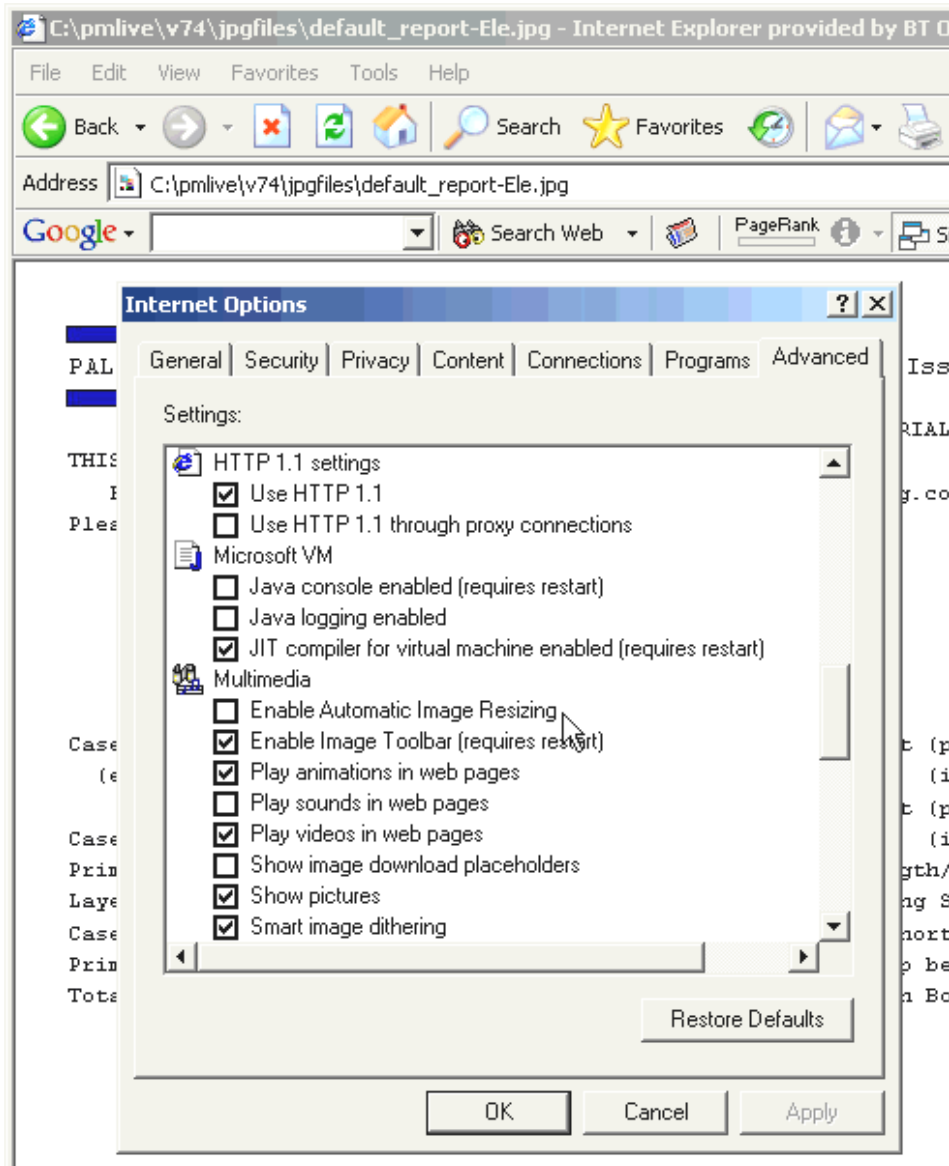 C:\pmlive\v74\jpgfiles\default_report-Ele.jpg - Internet Explorer provided by BT O
File Edit View Favorites Tools Help
Back Search Favorites
Address C:\pmlive\v74\jpgfiles\default_report-Ele.jpg
Google Search Web PageRank S
Internet Options
General Security Privacy Content Connections Programs Advanced
PAL Iss
Settings:
RIAL
HTTP 1.1 settings
THIS
Use HTTP 1.1
g.co
Use HTTP 1.1 through proxy connections
Plea
Microsoft VM
Java console enabled (requires restart)
Java logging enabled
JIT compiler for virtual machine enabled (requires restart)
Multimedia
Enable Automatic Image Resizing
Enable Image Toolbar (requires restart)
Case t (p
Play animations in web pages
(e (i
Play sounds in web pages
t (p
Play videos in web pages
Case (i
Show image download placeholders
Prin gth/
Show pictures
Laye ng S
Smart image dithering
Case hort
Prin p be
Tota n Bo
Restore Defaults
OK Cancel Apply